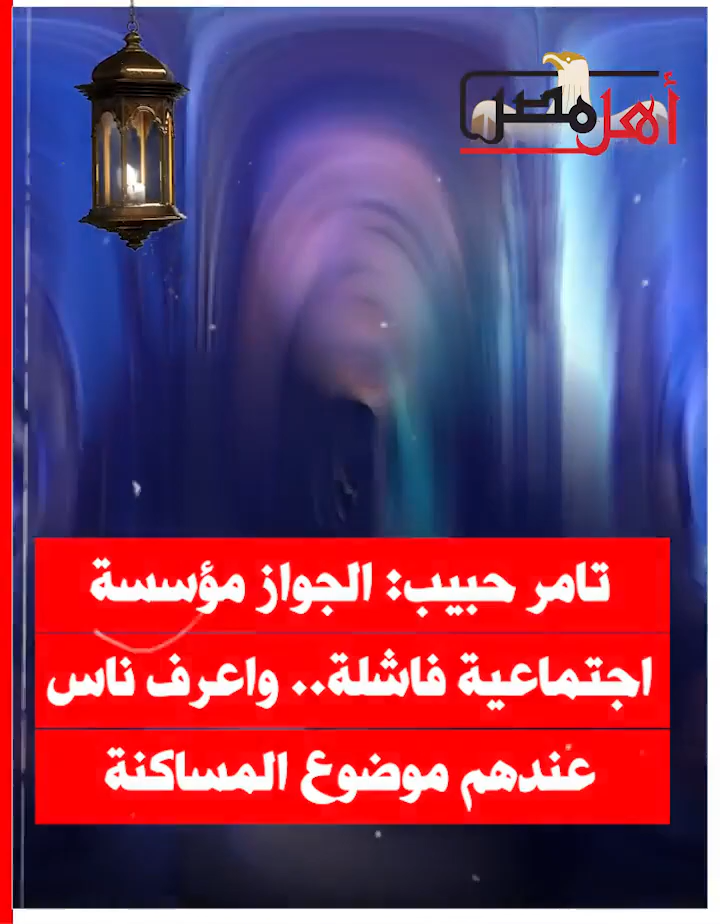 أهل مصر
تامر حبيب: الجواز مؤسسة
اجتماعية فاشلة.. واعرف ناس
عندهم موضوع المساكنة